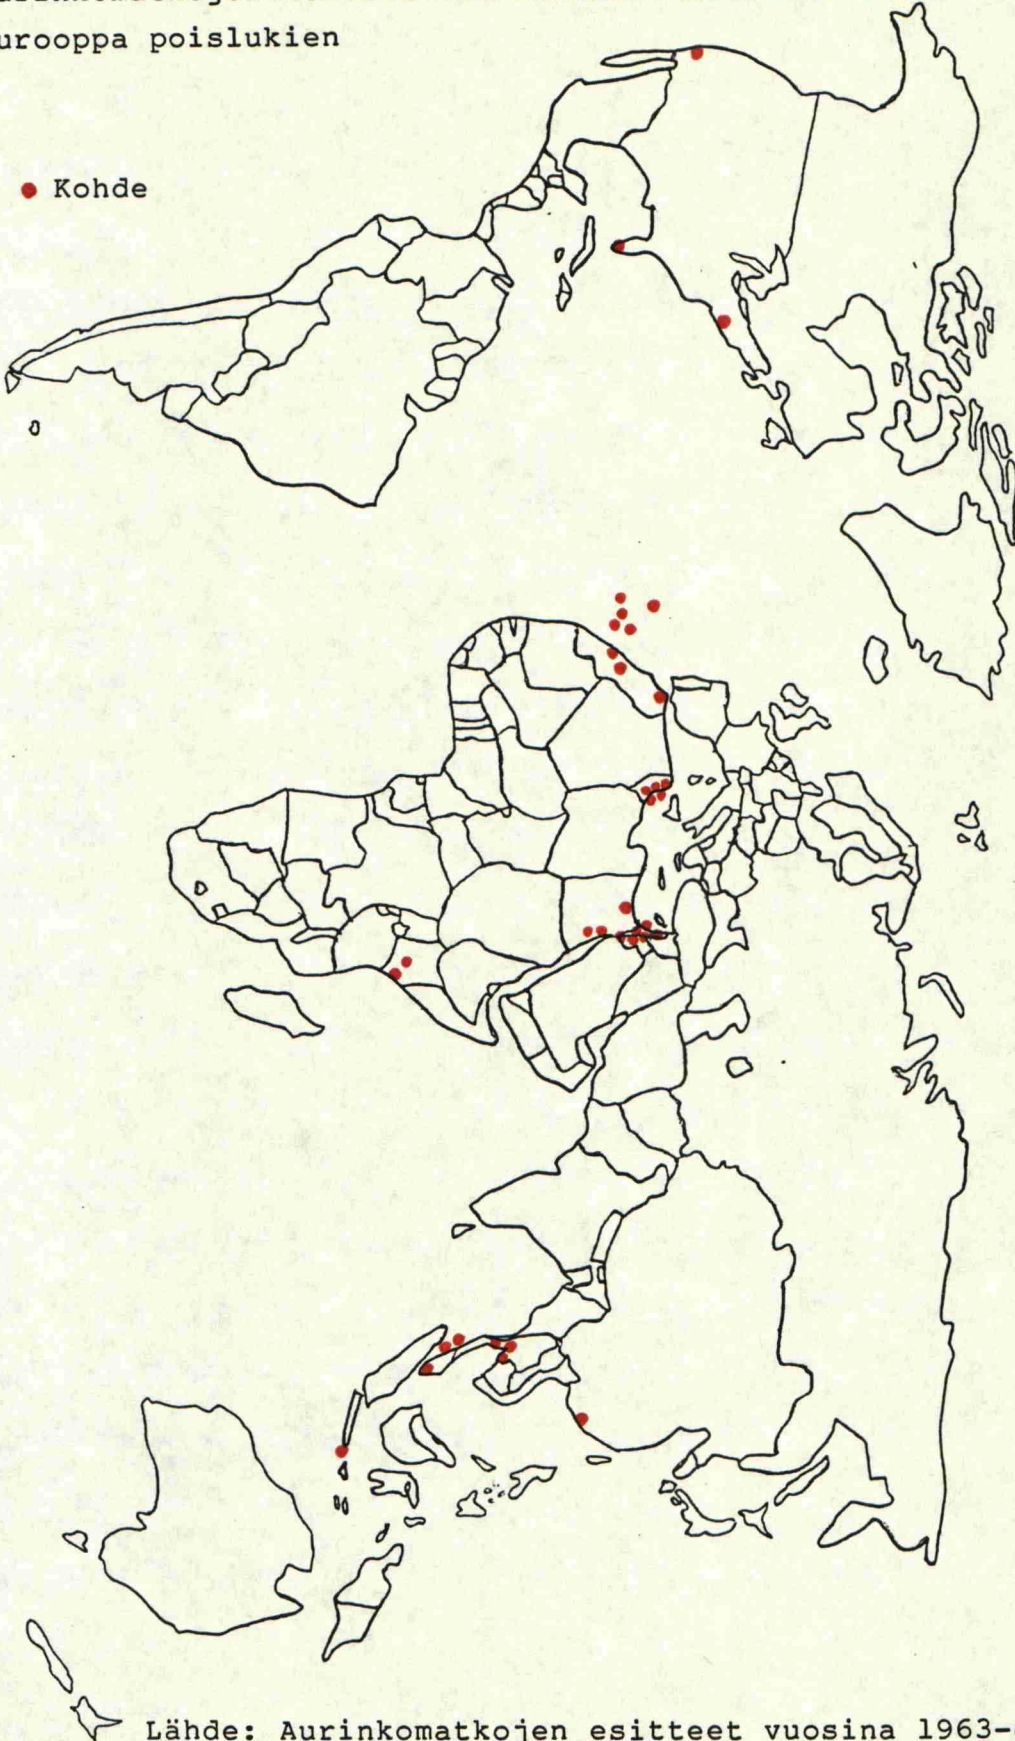 urooppa poislukien
Kohde
Lähde: Aurinkomatkojen esitteet vuosina 1963-